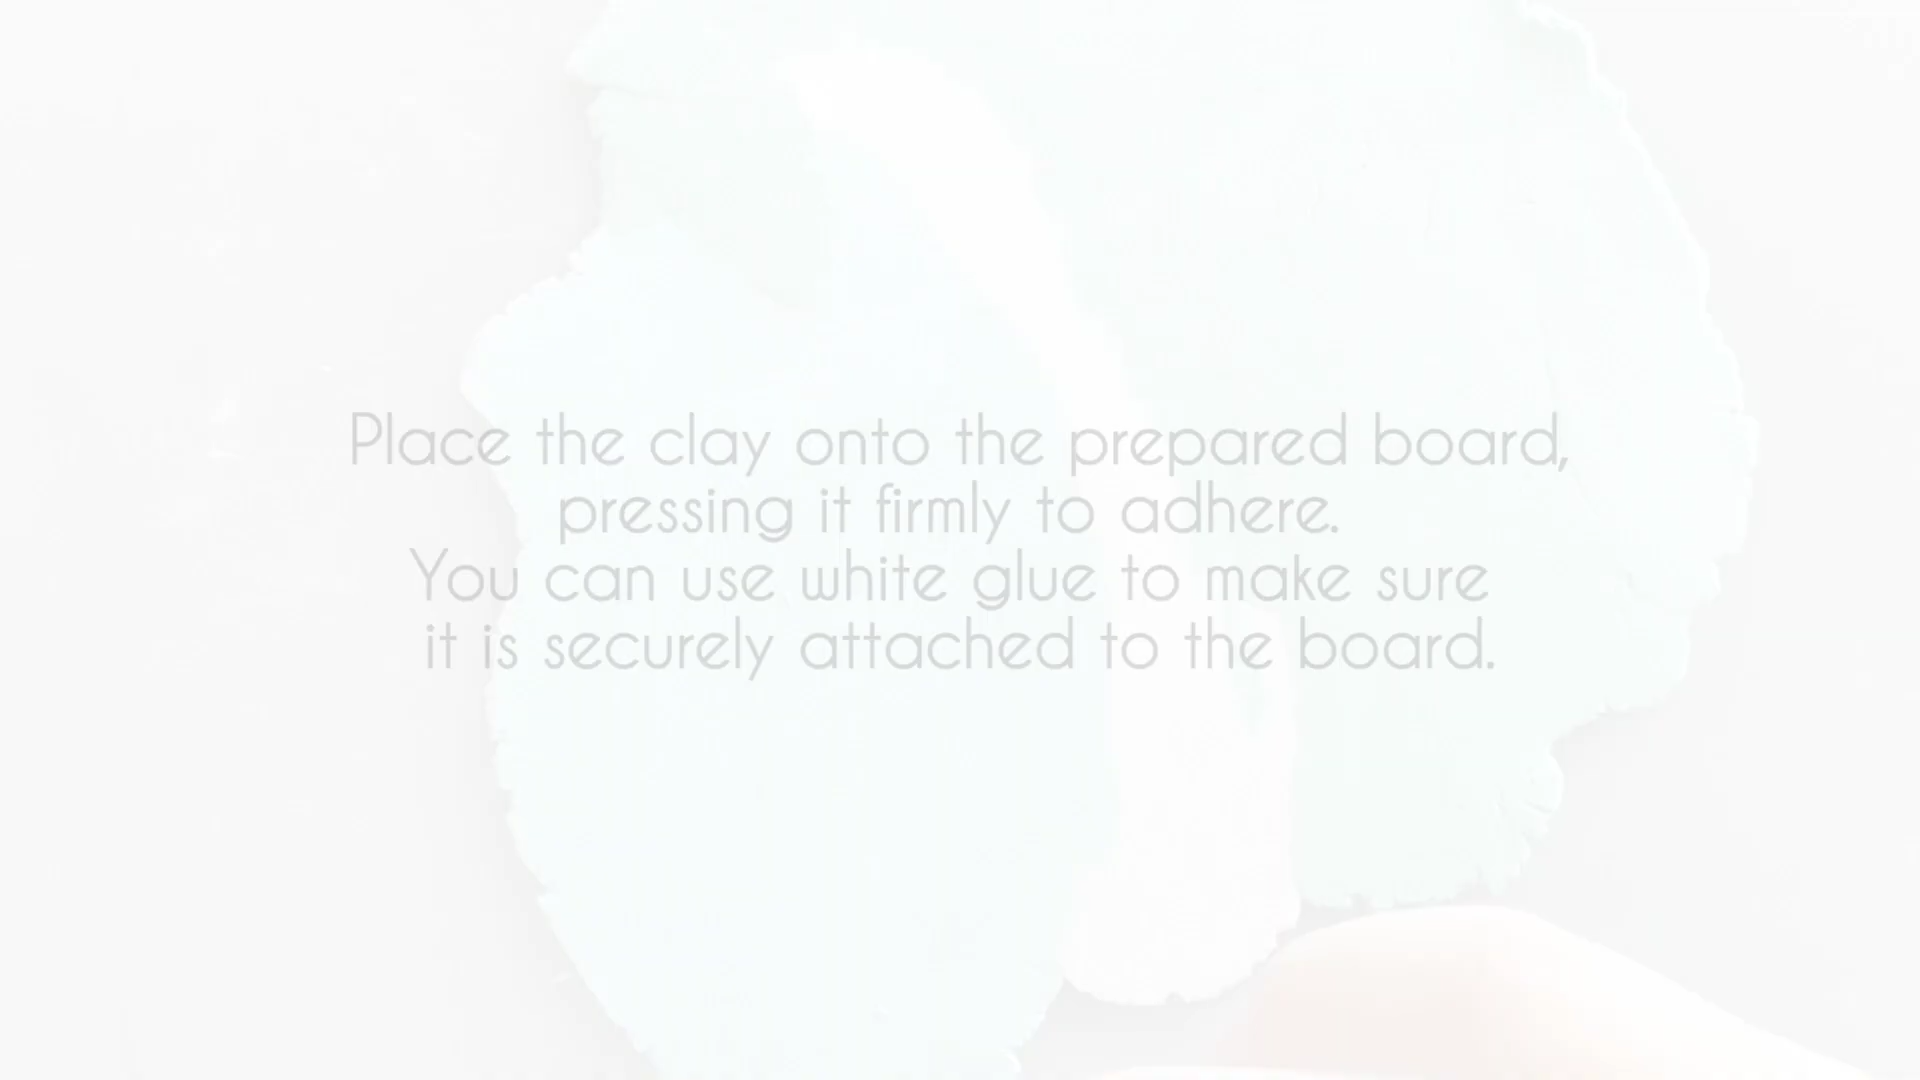 Place the clay onto the prepared board,
pressing it firmly to adhere.
You can use white glue to make sure
it is securely attached to the board.